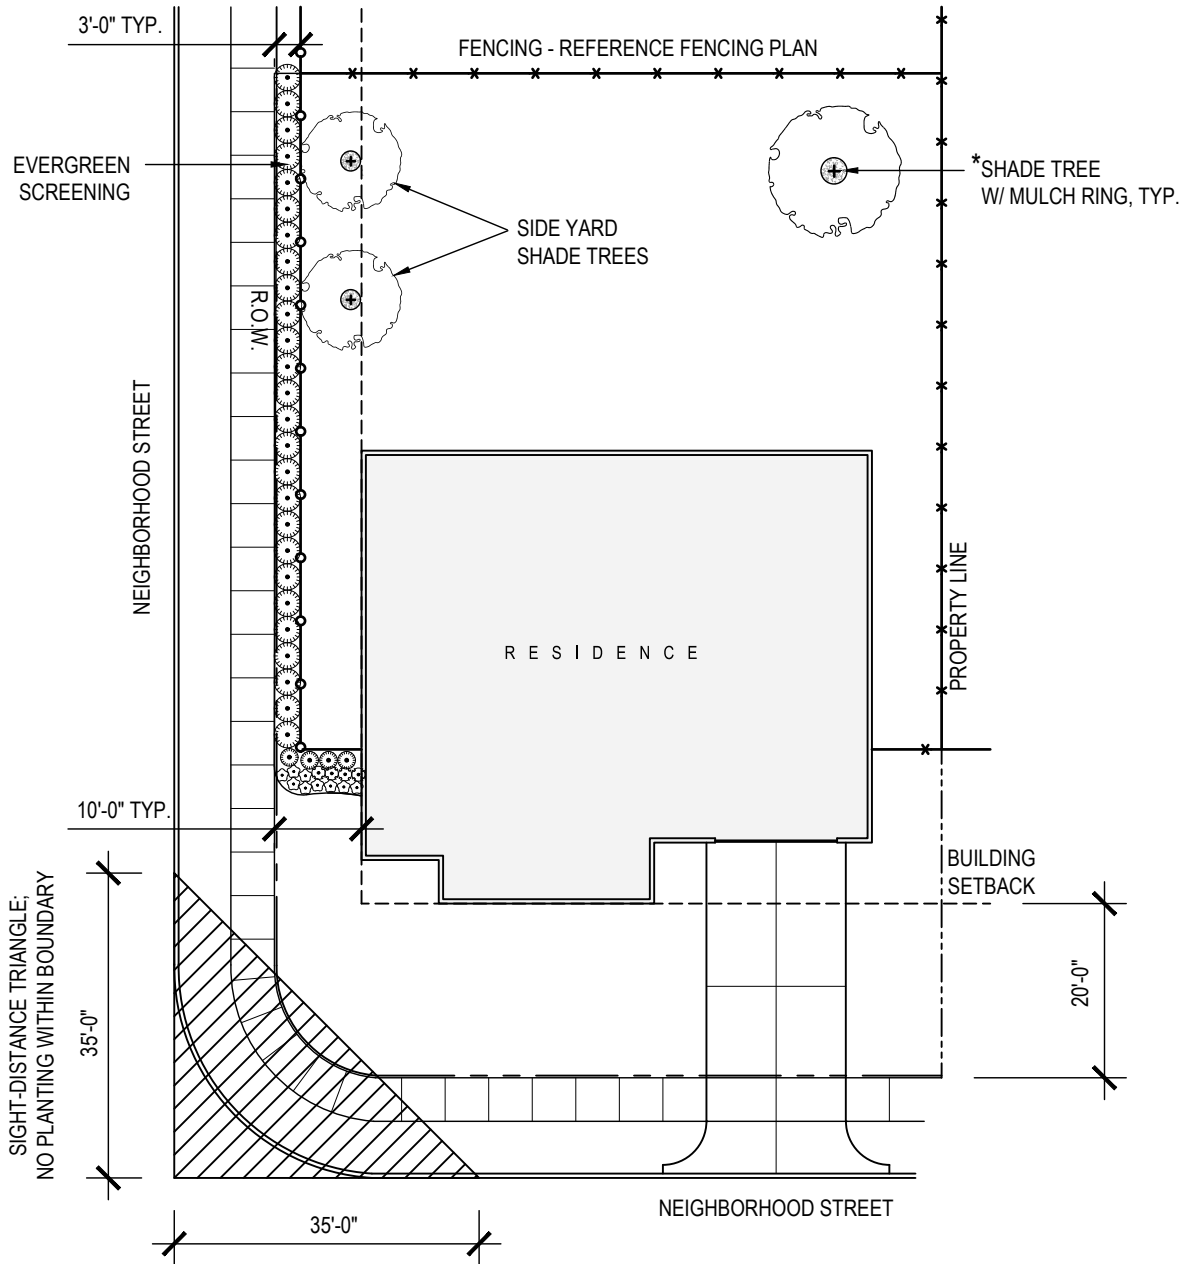 3'-0" TYP.
FENCING - REFERENCE FENCING PLAN
EVERGREEN
SCREENING
*SHADE TREE
W/ MULCH RING, TYP.
SIDE YARD
SHADE TREES
R.O.W.
NEIGHBORHOOD STREET
RESIDENCE
PROPERTY LINE
10'-0" TYP.
BUILDING
SETBACK
SIGHT-DISTANCE TRIANGLE;
NO PLANTING WITHIN BOUNDARY
35'-0"
20'-0"
NEIGHBORHOOD STREET
35'-0"